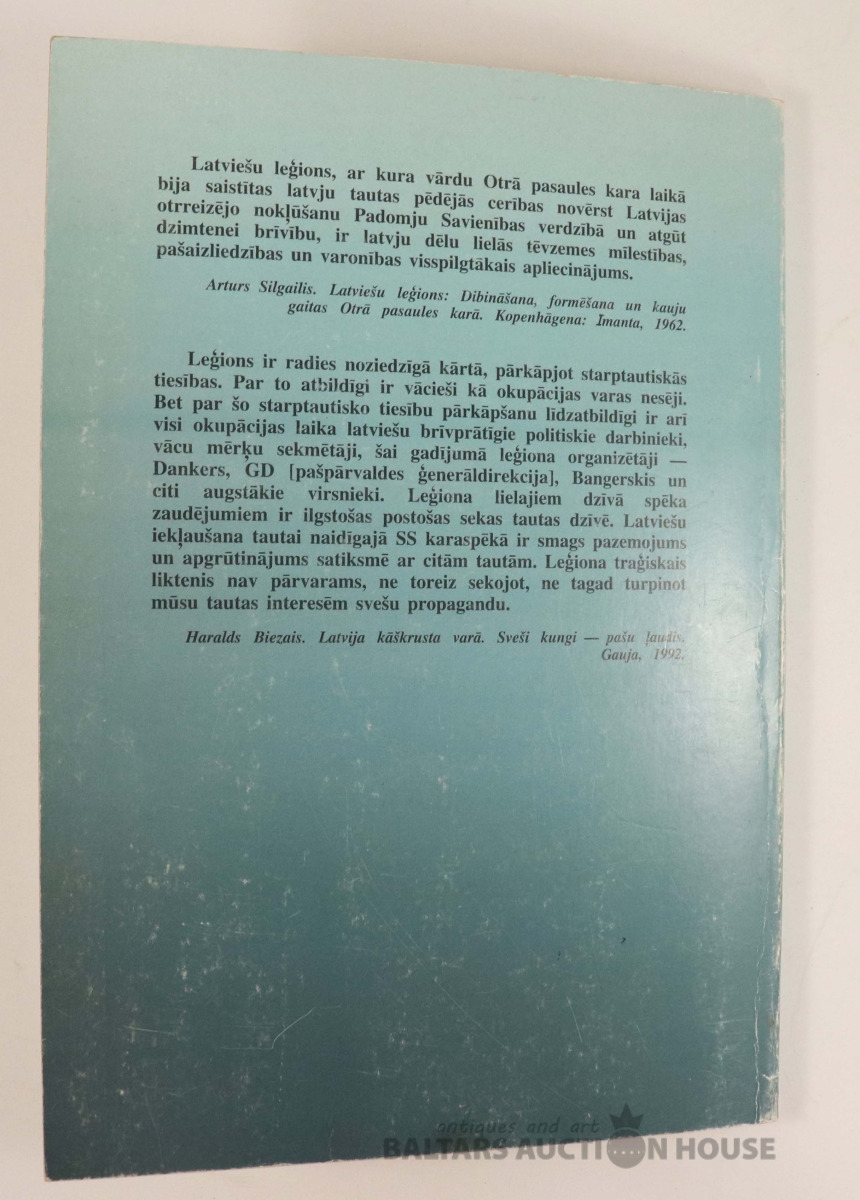 Latviešu leģions, ar kura vārdu Otrā pasaules kara laikā
bija saistītas latvju tautas pēdējās cerības novērst Latvijas
otrreizējo nokļūšanu Padomju Savienības verdzībā un atgūt
dzimtenei brīvību, ir latvju dēlu lielās tēvzemes mīlestības,
pašaizliedzības un varonības visspilgtākais apliecinājums.
Arturs Silgailis. Latviešu leģions: Dibināšana, formēšana un kauju
gaitas Otrā pasaules karā. Kopenhāgena: Imanta, 1962.
Leģions ir radies noziedzīgā kārtā, pārkāpjot starptautiskās
tiesības. Par to atbildīgi ir vācieši kā okupācijas varas nesēji.
Bet par šo starptautisko tiesību pārkāpšanu līdzatbildīgi ir arī
visi okupācijas laika latviešu brīvprātīgie politiskie darbinieki,
vācu mērķu sekmētāji, šai gadījumā leģiona organizētāji —
Dankers, ĢD [pašpārvaldes ģenerāldirekcija], Bangerskis un
citi augstākie virsnieki. Leģiona lielajiem dzīvā spēka
zaudējumiem ir ilgstošas postošas sekas tautas dzīvē. Latviešu
iekļaušana tautai naidīgajā SS karaspēkā ir smags pazemojums
un apgrūtinājums satiksmē ar citām tautām. Leģiona traģiskais
liktenis nav pārvarams, ne toreiz sekojot, ne tagad turpinot
mūsu tautas interesēm svešu propagandu.
Haralds Biezais. Latvija kāškrusta varā. Sveši kungi — pašu ļaudis.
Gauja, 1992.
antiques and art
BALTARS AUCTION HOUSE